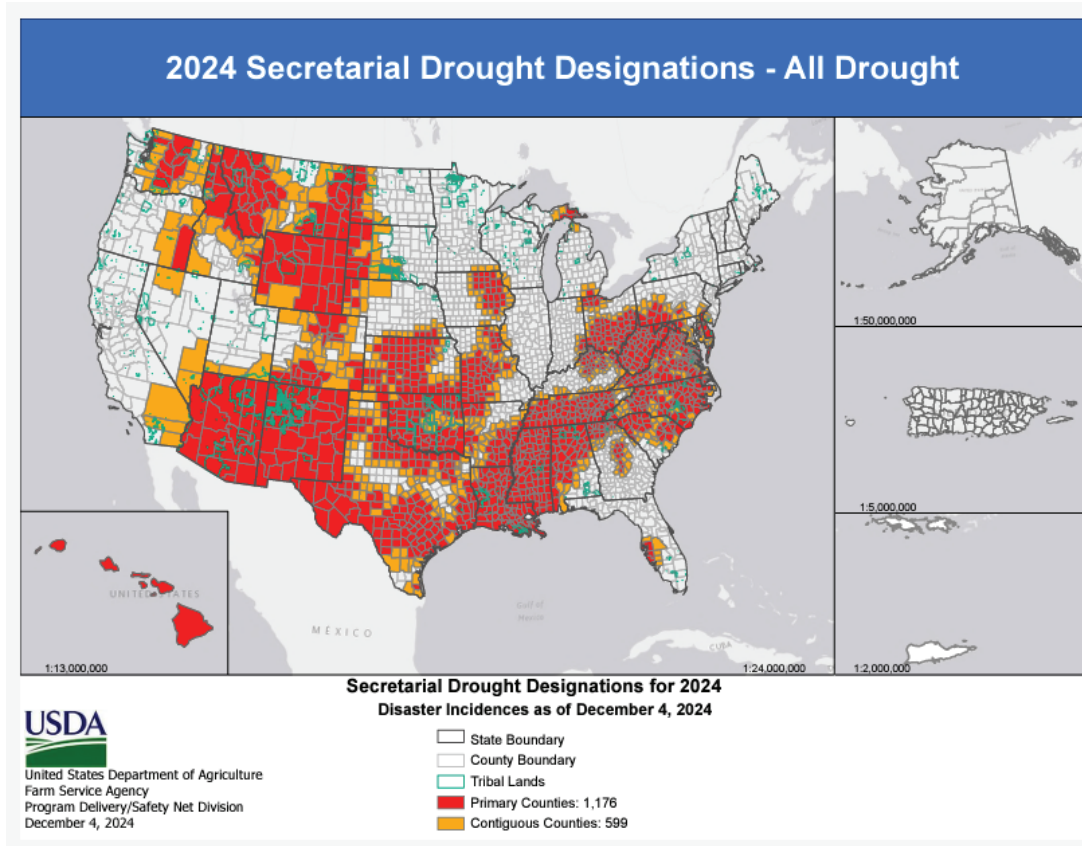 2024 Secretarial Drought Designations - All Drought
1:50,000,000
1:5,000,000
UNITED STATES
MÉXICO
Gulf of
Mexico
CUBA
1:13,000,000
1:24,000,000
1:2,000,000
Secretarial Drought Designations for 2024
Disaster Incidences as of December 4, 2024
USDA
United States Department of Agriculture
Farm Service Agency
Program Delivery/Safety Net Division
December 4, 2024
State Boundary
County Boundary
Tribal Lands
Primary Counties: 1,176
Contiguous Counties: 599